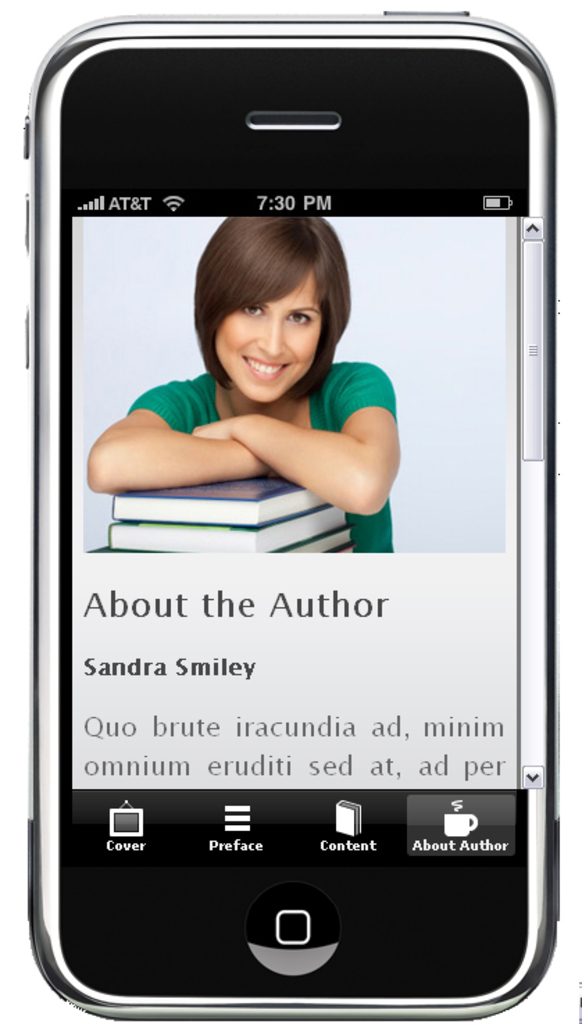 AT&T 7:30 PM
About the Author
Sandra Smiley
Quo brute iracundia ad, minim
omnium eruditi sed at, ad per
Cover Preface Content About Author